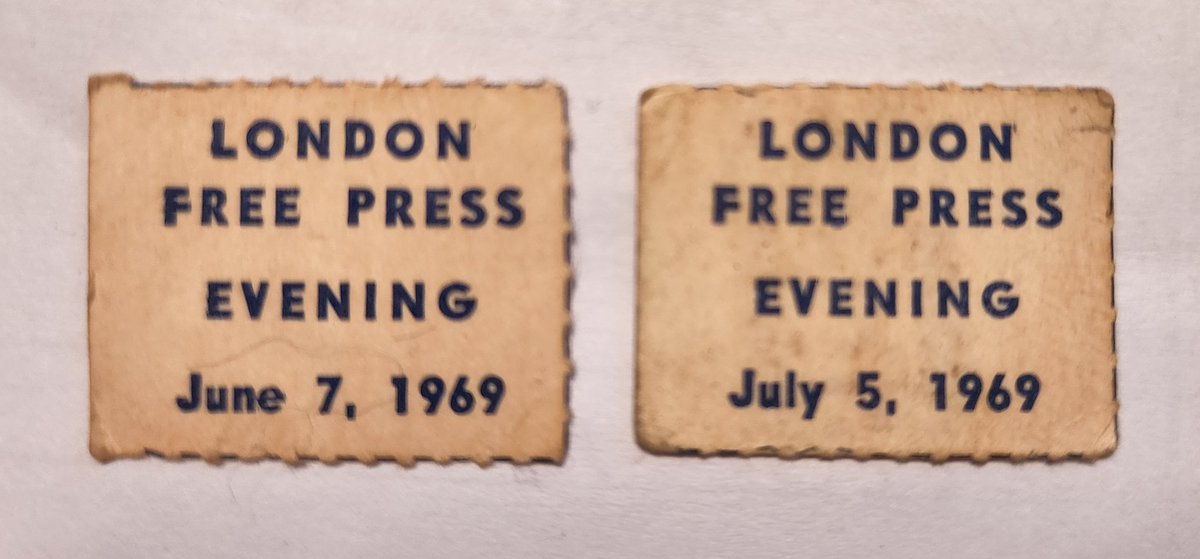 LONDON
FREE PRESS
EVENING
June 7, 1969
LONDON
FREE PRESS
EVENING
July 5, 1969